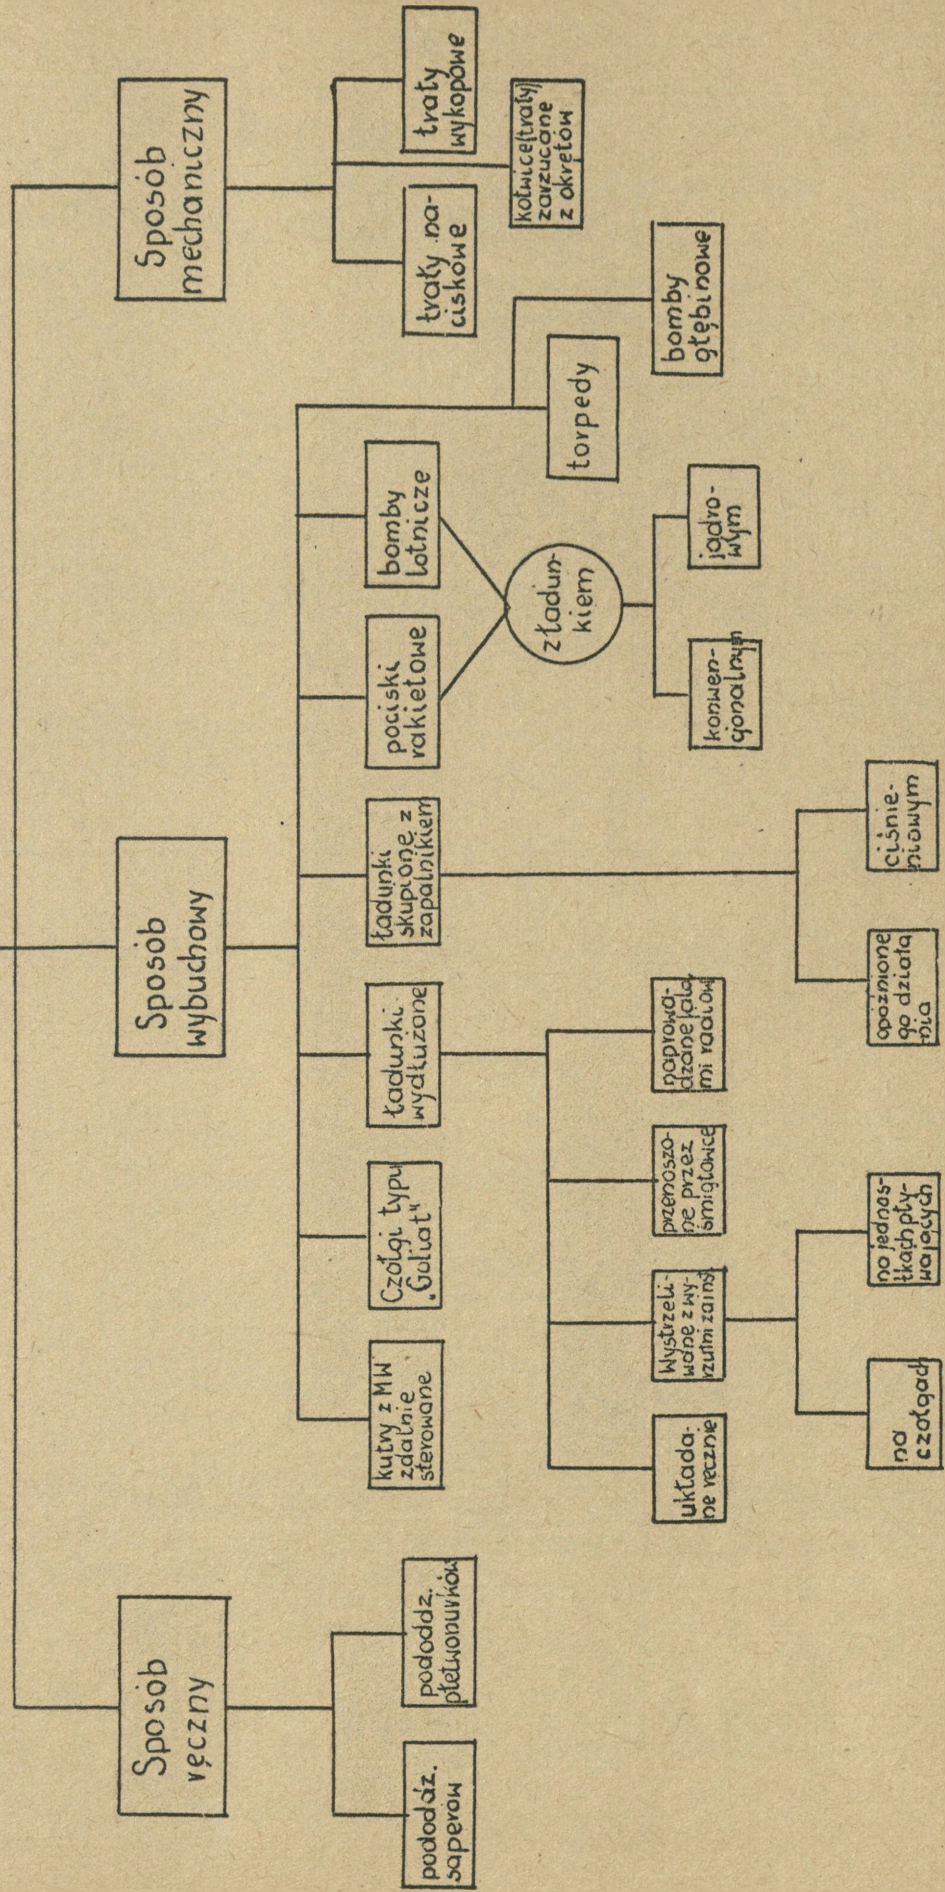 Sposób
ręczny
Sposób
wybuchowy
Sposób
mechaniczny
pododdz.
saperów
pododdz.
płetwonurków
kutry z MW
zdalnie
sterowane
Czołgi typu
„Goliat"
ładunki
wydłużone
ładunki
skupione z
zapalnikiem
pociski
rakietowe
bomby
lotnicze
trały na-
ciskowe
trały
wykopowe
kotwice(trały)
zarzucane
z okrętów
z ładun-
kiem
torpedy
układa-
ne ręcznie
Wystrzeli-
wane z wy-
rzutni zainst
przenoszo-
ne przez
śmigłowce
naprowa-
dzane fala
mi radiow
konwen-
cjonalnym
jądro-
wym
bomby
głębinowe
na
czołgach
na jednos-
tkach pły-
wających
opóźnione
go działa
nia
ciśnie-
niowym